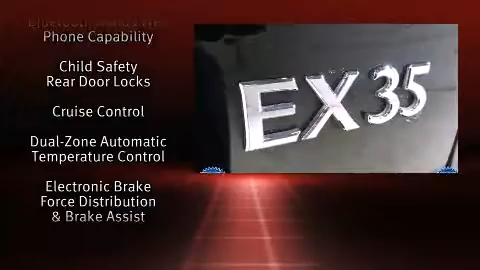 Phone Capability
Child Safety
Rear Door Locks
Cruise Control
Dual-Zone Automatic
Temperature Control
Electronic Brake
Force Distribution
& Brake Assist
EX35